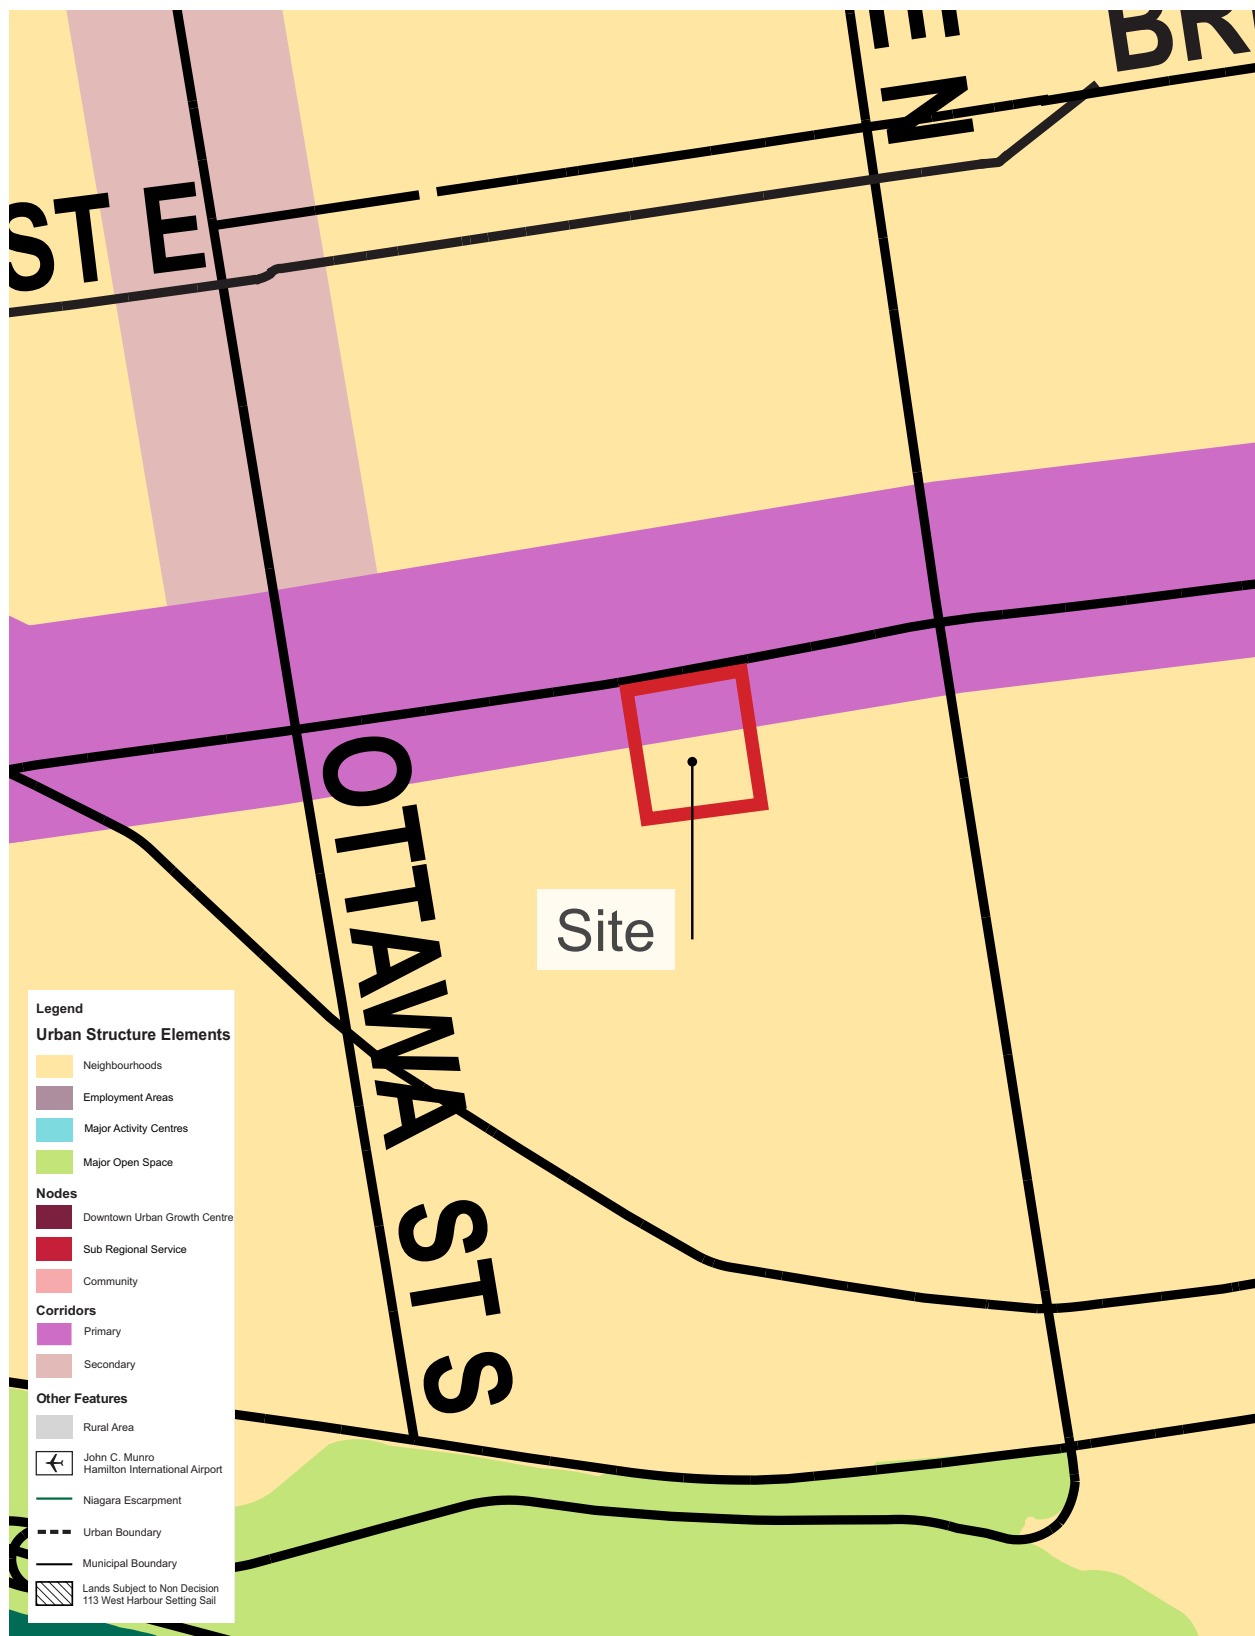 EN
BR
ST E
OTTAWA ST S
Site
Legend
Urban Structure Elements
Neighbourhoods
Employment Areas
Major Activity Centres
Major Open Space
Nodes
Downtown Urban Growth Centre
Sub Regional Service
Community
Corridors
Primary
Secondary
Other Features
Rural Area
John C. Munro
Hamilton International Airport
Niagara Escarpment
Urban Boundary
Municipal Boundary
Lands Subject to Non Decision
113 West Harbour Setting Sail